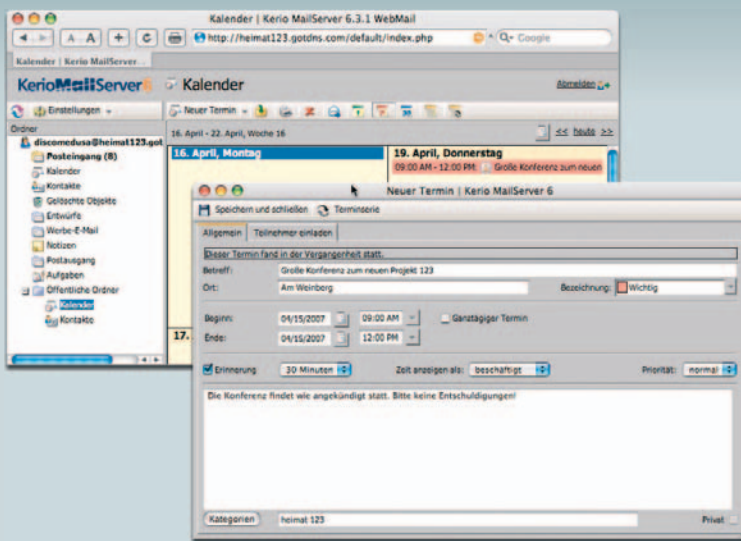 Kalender | Kerio MailServer 6.3.1 WebMail
A A
http://heimat123.gotdns.com/default/index.php
Q- Google
Kalender | Kerio MailServer...
KerioMailServer
Kalender
Abmelden
Einstellungen
Neuer Termin
Ordner
16. April - 22. April, Woche 16
<< heute >>
discomedusa@heimat123.got
Posteingang (8)
Kalender
Kontakte
Gelöschte Objekte
Entwürfe
Werbe-E-Mail
Notizen
Postausgang
Aufgaben
Öffentliche Ordner
Kalender
Kontakte
16. April, Montag
19. April, Donnerstag
09:00 AM - 12:00 PM: Große Konferenz zum neuen
17.
Neuer Termin | Kerio MailServer 6
Speichern und schließen Terminserie
Allgemein Teilnehmer einladen
Dieser Termin fand in der Vergangenheit statt.
Betreff: Große Konferenz zum neuen Projekt 123
Ort: Am Weinberg Bezeichnung: Wichtig
Beginn: 04/15/2007 09:00 AM Ganztägiger Termin
Ende: 04/15/2007 12:00 PM
Erinnerung 30 Minuten Zeit anzeigen als: beschäftigt Priorität: normal
Die Konferenz findet wie angekündigt statt. Bitte keine Entschuldigungen!
Kategorien heimat 123 Privat